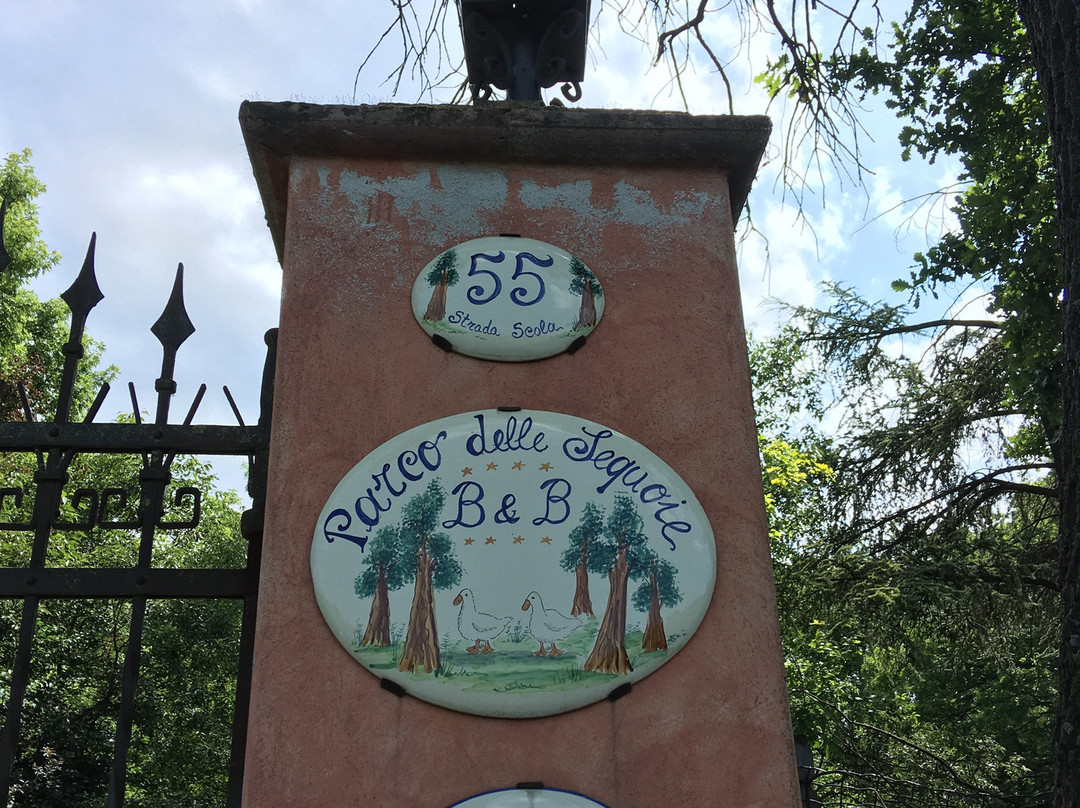 55
Strada Scola
Parco delle Sequoie
B & B